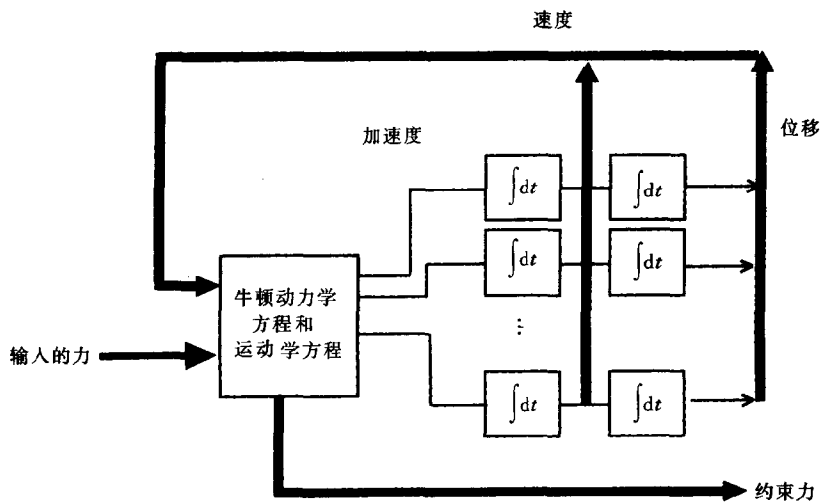 速度
加速度
位移
∫dt
∫dt
∫dt
∫dt
牛顿动力学
方程和
运动学方程
⋮
输入的力
∫dt
∫dt
约束力